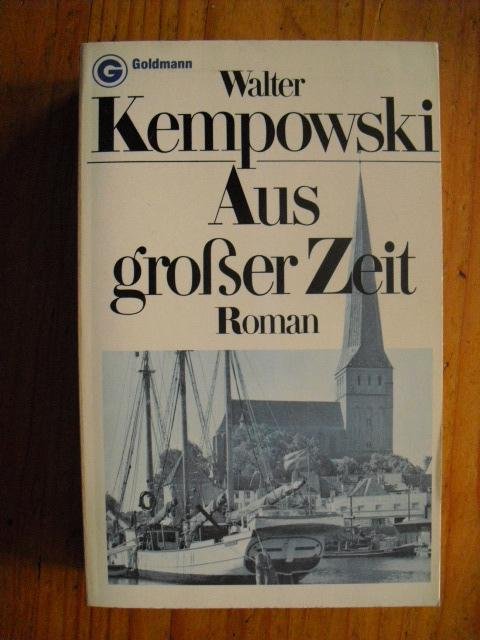 Goldmann
Walter
Kempowski
Aus
großer Zeit
Roman